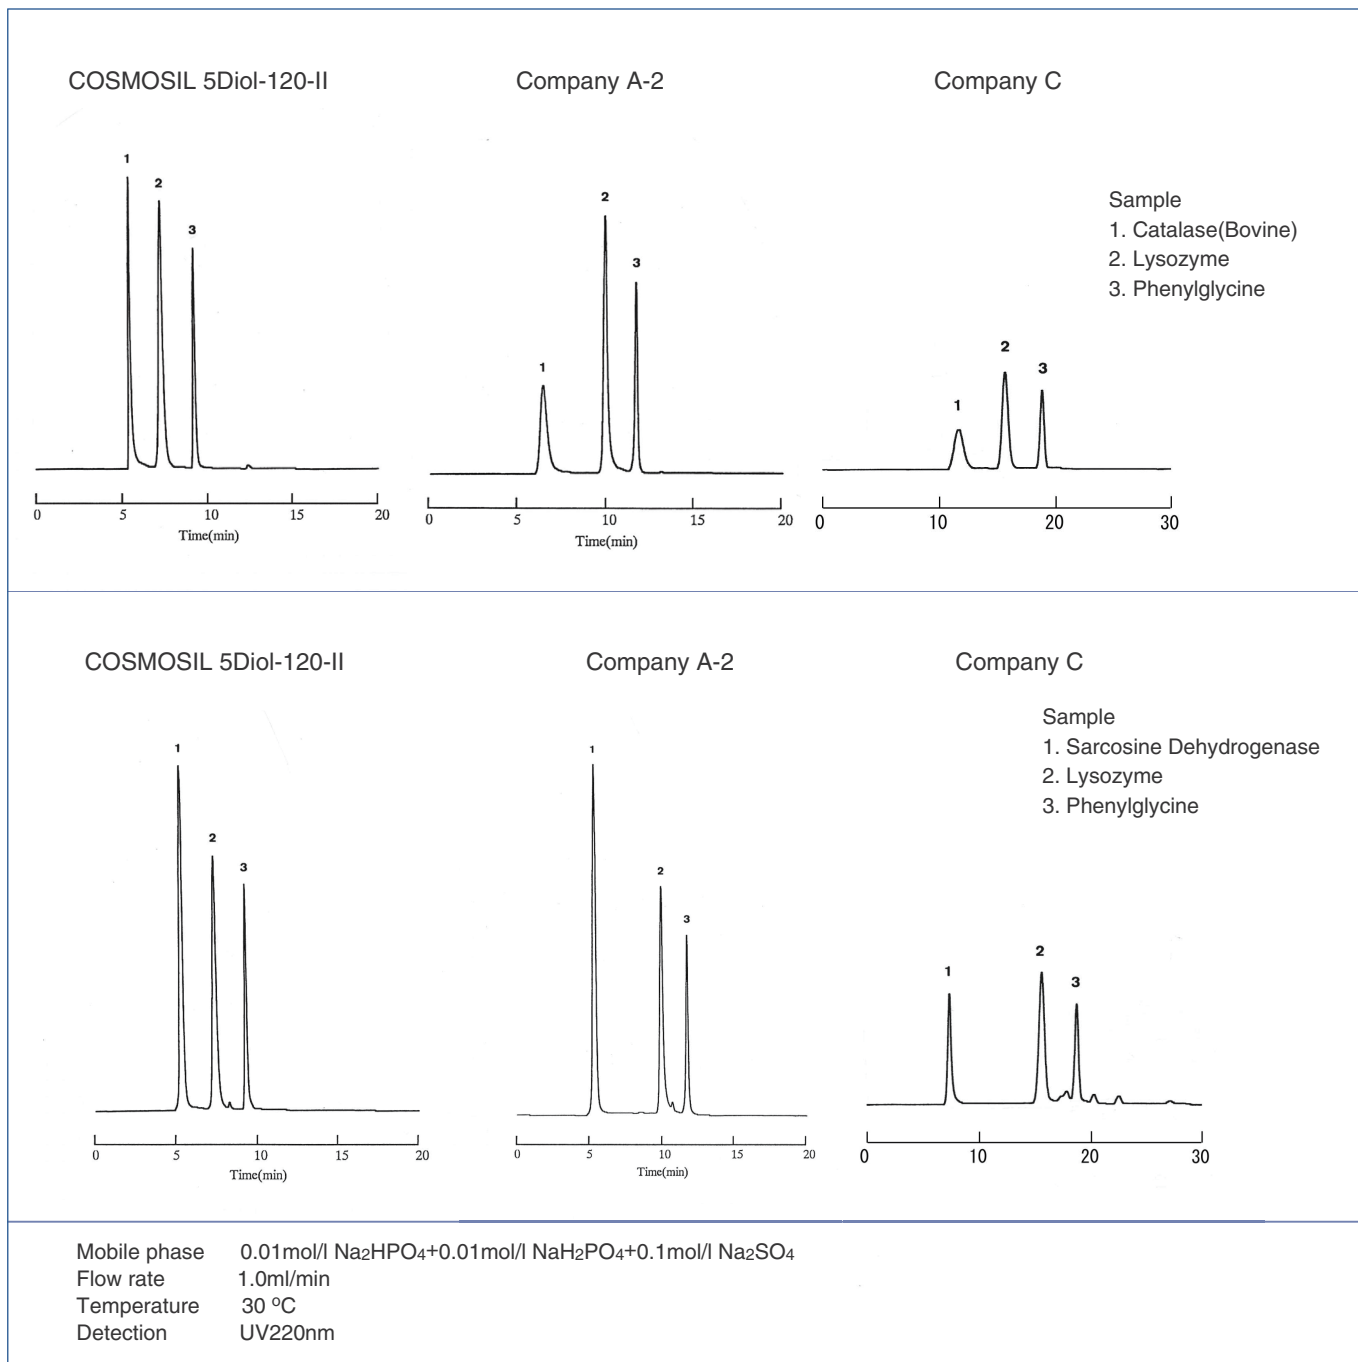 COSMOSIL 5Diol-120-II
Company A-2
Company C
1
2
3
0
5
10
15
20
Time(min)
1
2
3
0
5
10
15
20
Time(min)
1
2
3
0
10
20
30
Sample
1. Catalase(Bovine)
2. Lysozyme
3. Phenylglycine
COSMOSIL 5Diol-120-II
Company A-2
Company C
1
2
3
0
5
10
15
20
Time(min)
1
2
3
0
5
10
15
20
Time(min)
Sample
1. Sarcosine Dehydrogenase
2. Lysozyme
3. Phenylglycine
1
2
3
0
10
20
30
Mobile phase 0.01mol/l Na₂HPO₄+0.01mol/l NaH₂PO₄+0.1mol/l Na₂SO₄
Flow rate 1.0ml/min
Temperature 30 ºC
Detection UV220nm